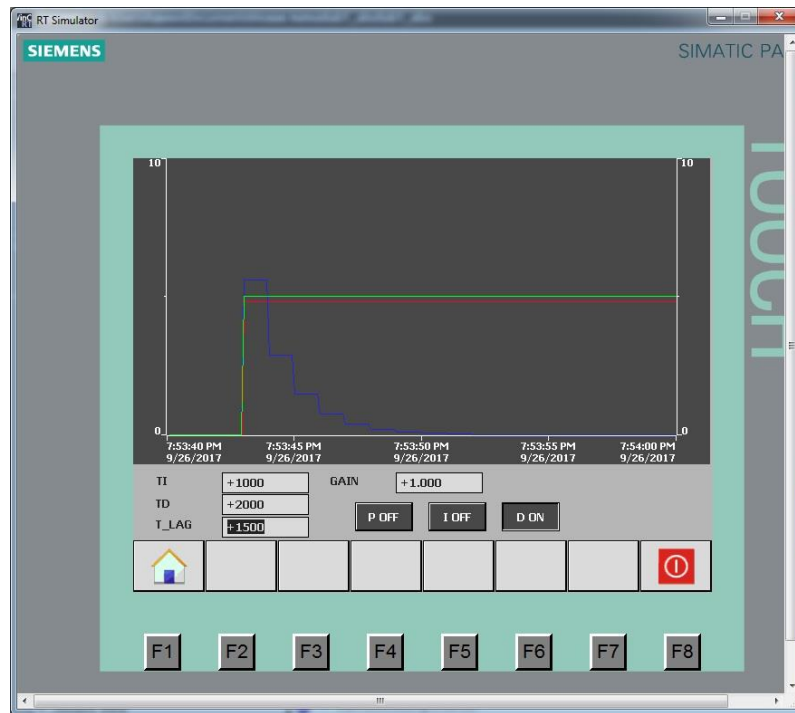 RT Simulator
SIEMENS
SIMATIC PA
TOUCH
10 10
0 0
7:53:40 PM 7:53:45 PM 7:53:50 PM 7:53:55 PM 7:54:00 PM
9/26/2017 9/26/2017 9/26/2017 9/26/2017 9/26/2017
TI +1000 GAIN +1.000
TD +2000
T_LAG +1500 P OFF I OFF D ON
F1 F2 F3 F4 F5 F6 F7 F8